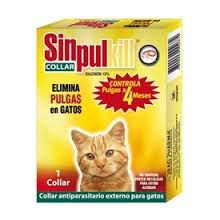 Sinpulkill
COLLAR
DIAZINON 15%
ELIMINA
PULGAS
en GATOS
CONTROLA
Pulgas x 4 Meses
1
Collar
Collar antiparasitario externo para gatos